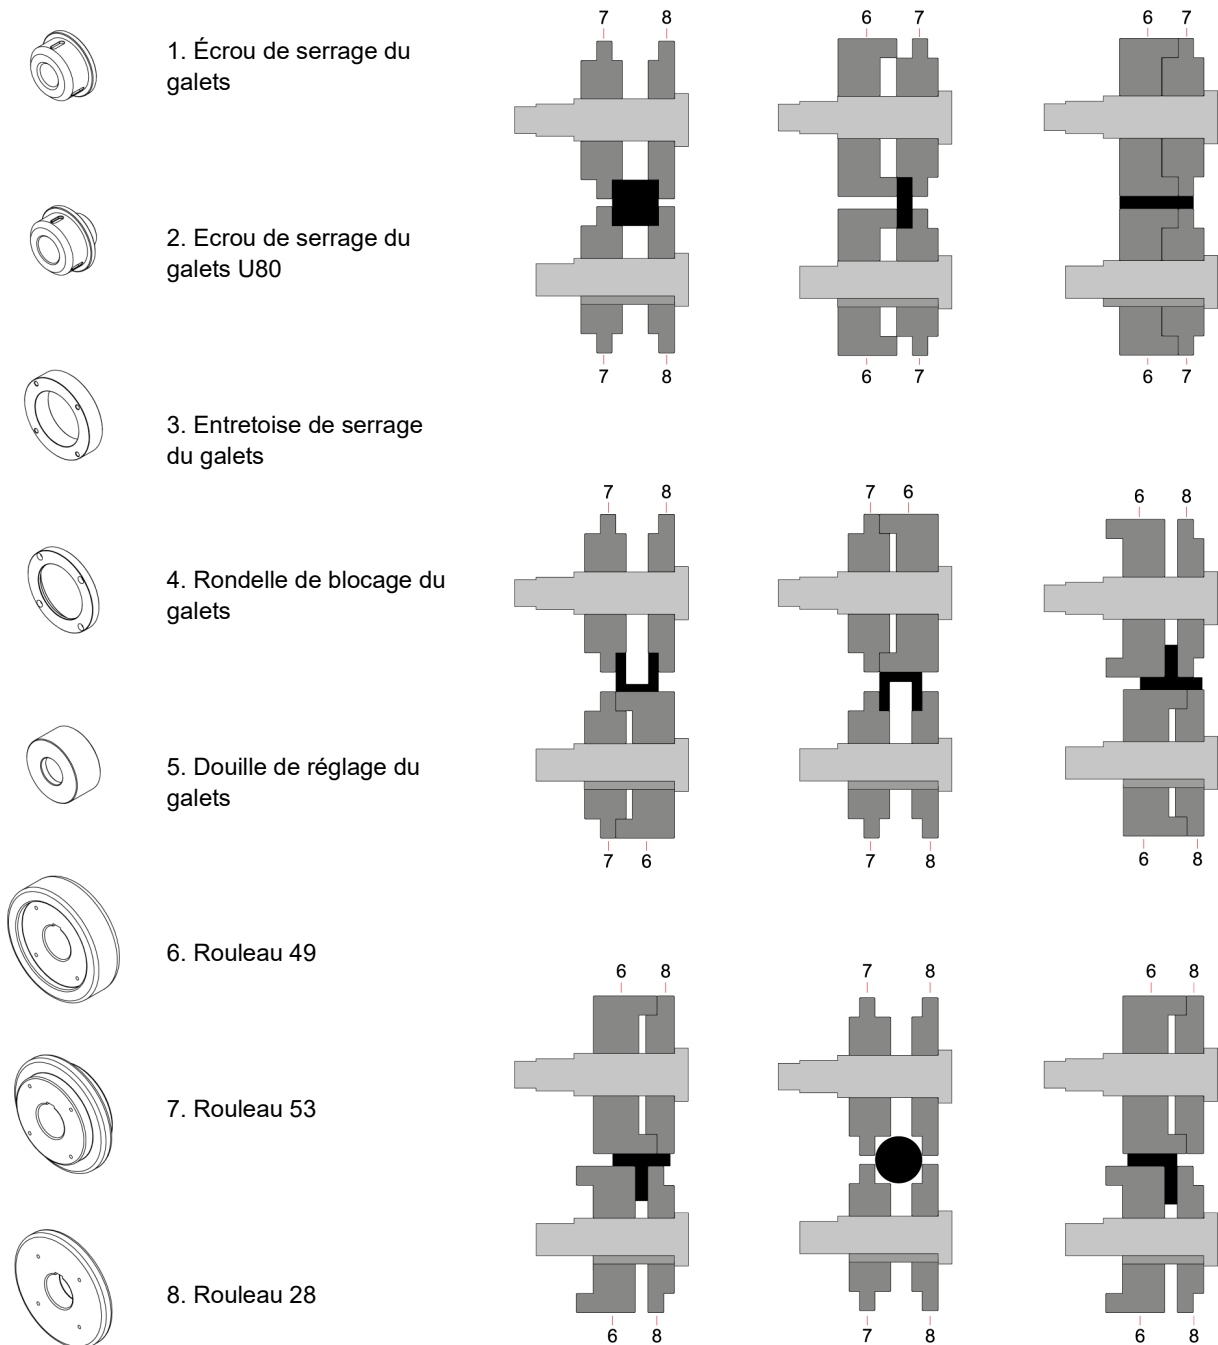 1. Écrou de serrage du
galets
2. Ecrou de serrage du
galets U80
3. Entretoise de serrage
du galets
4. Rondelle de blocage du
galets
5. Douille de réglage du
galets
6. Rouleau 49
7. Rouleau 53
8. Rouleau 28
7 8
6 7
6 7
7 8
6 7
6 7
7 8
7 6
6 8
7 6
7 8
6 8
6 8
7 8
6 8
6 8
7 8
6 8